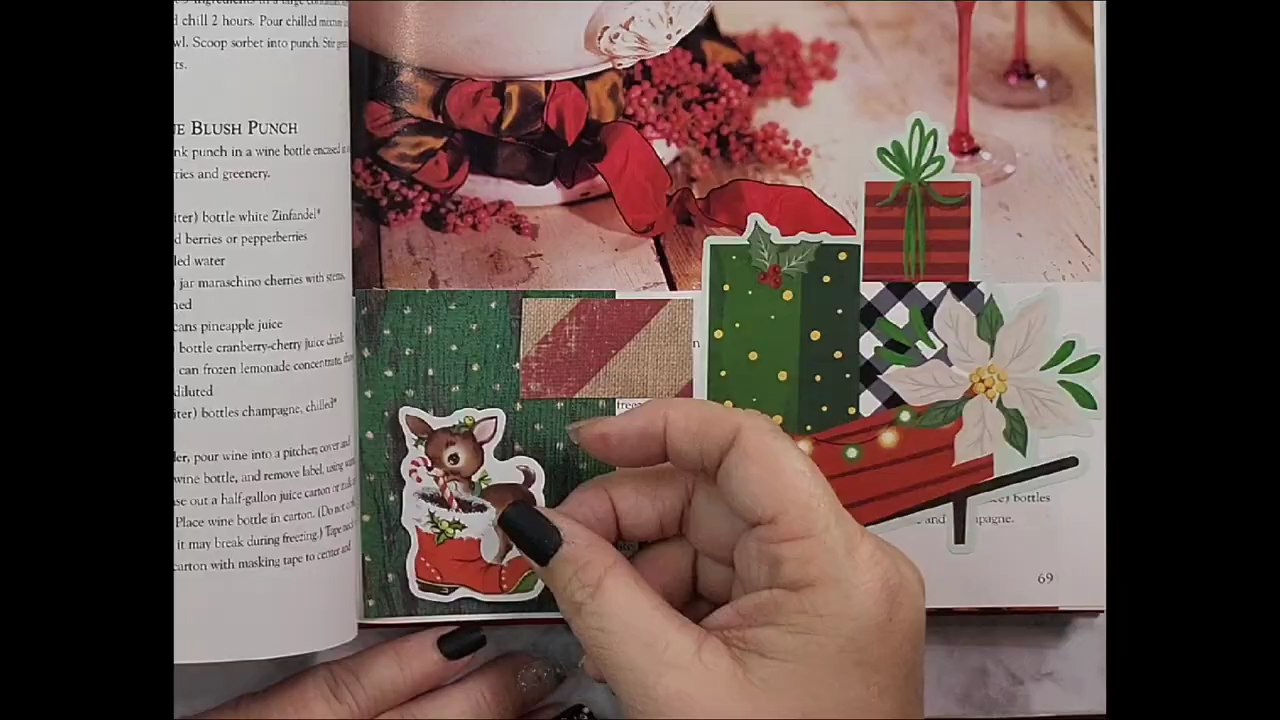 d chill 2 hours. Pour chilled mixture
wl. Scoop sorbet into punch. Stir
ts.
E BLUSH PUNCH
nk punch in a wine bottle encased
ries and greenery.
iter) bottle white Zinfandel*
d berries or pepperberries
led water
jar maraschino cherries with stems,
ned
cans pineapple juice
bottle cranberry-cherry juice drink
can frozen lemonade concentrate,
diluted
iter) bottles champagne, chilled*
der, pour wine into a pitcher; cover and
wine bottle, and remove label, using
se out a half-gallon juice carton or
Place wine bottle in carton. (Do not
it may break during freezing.) Tape
carton with masking tape to center and
n
freez
bottles
and
pagne.
69